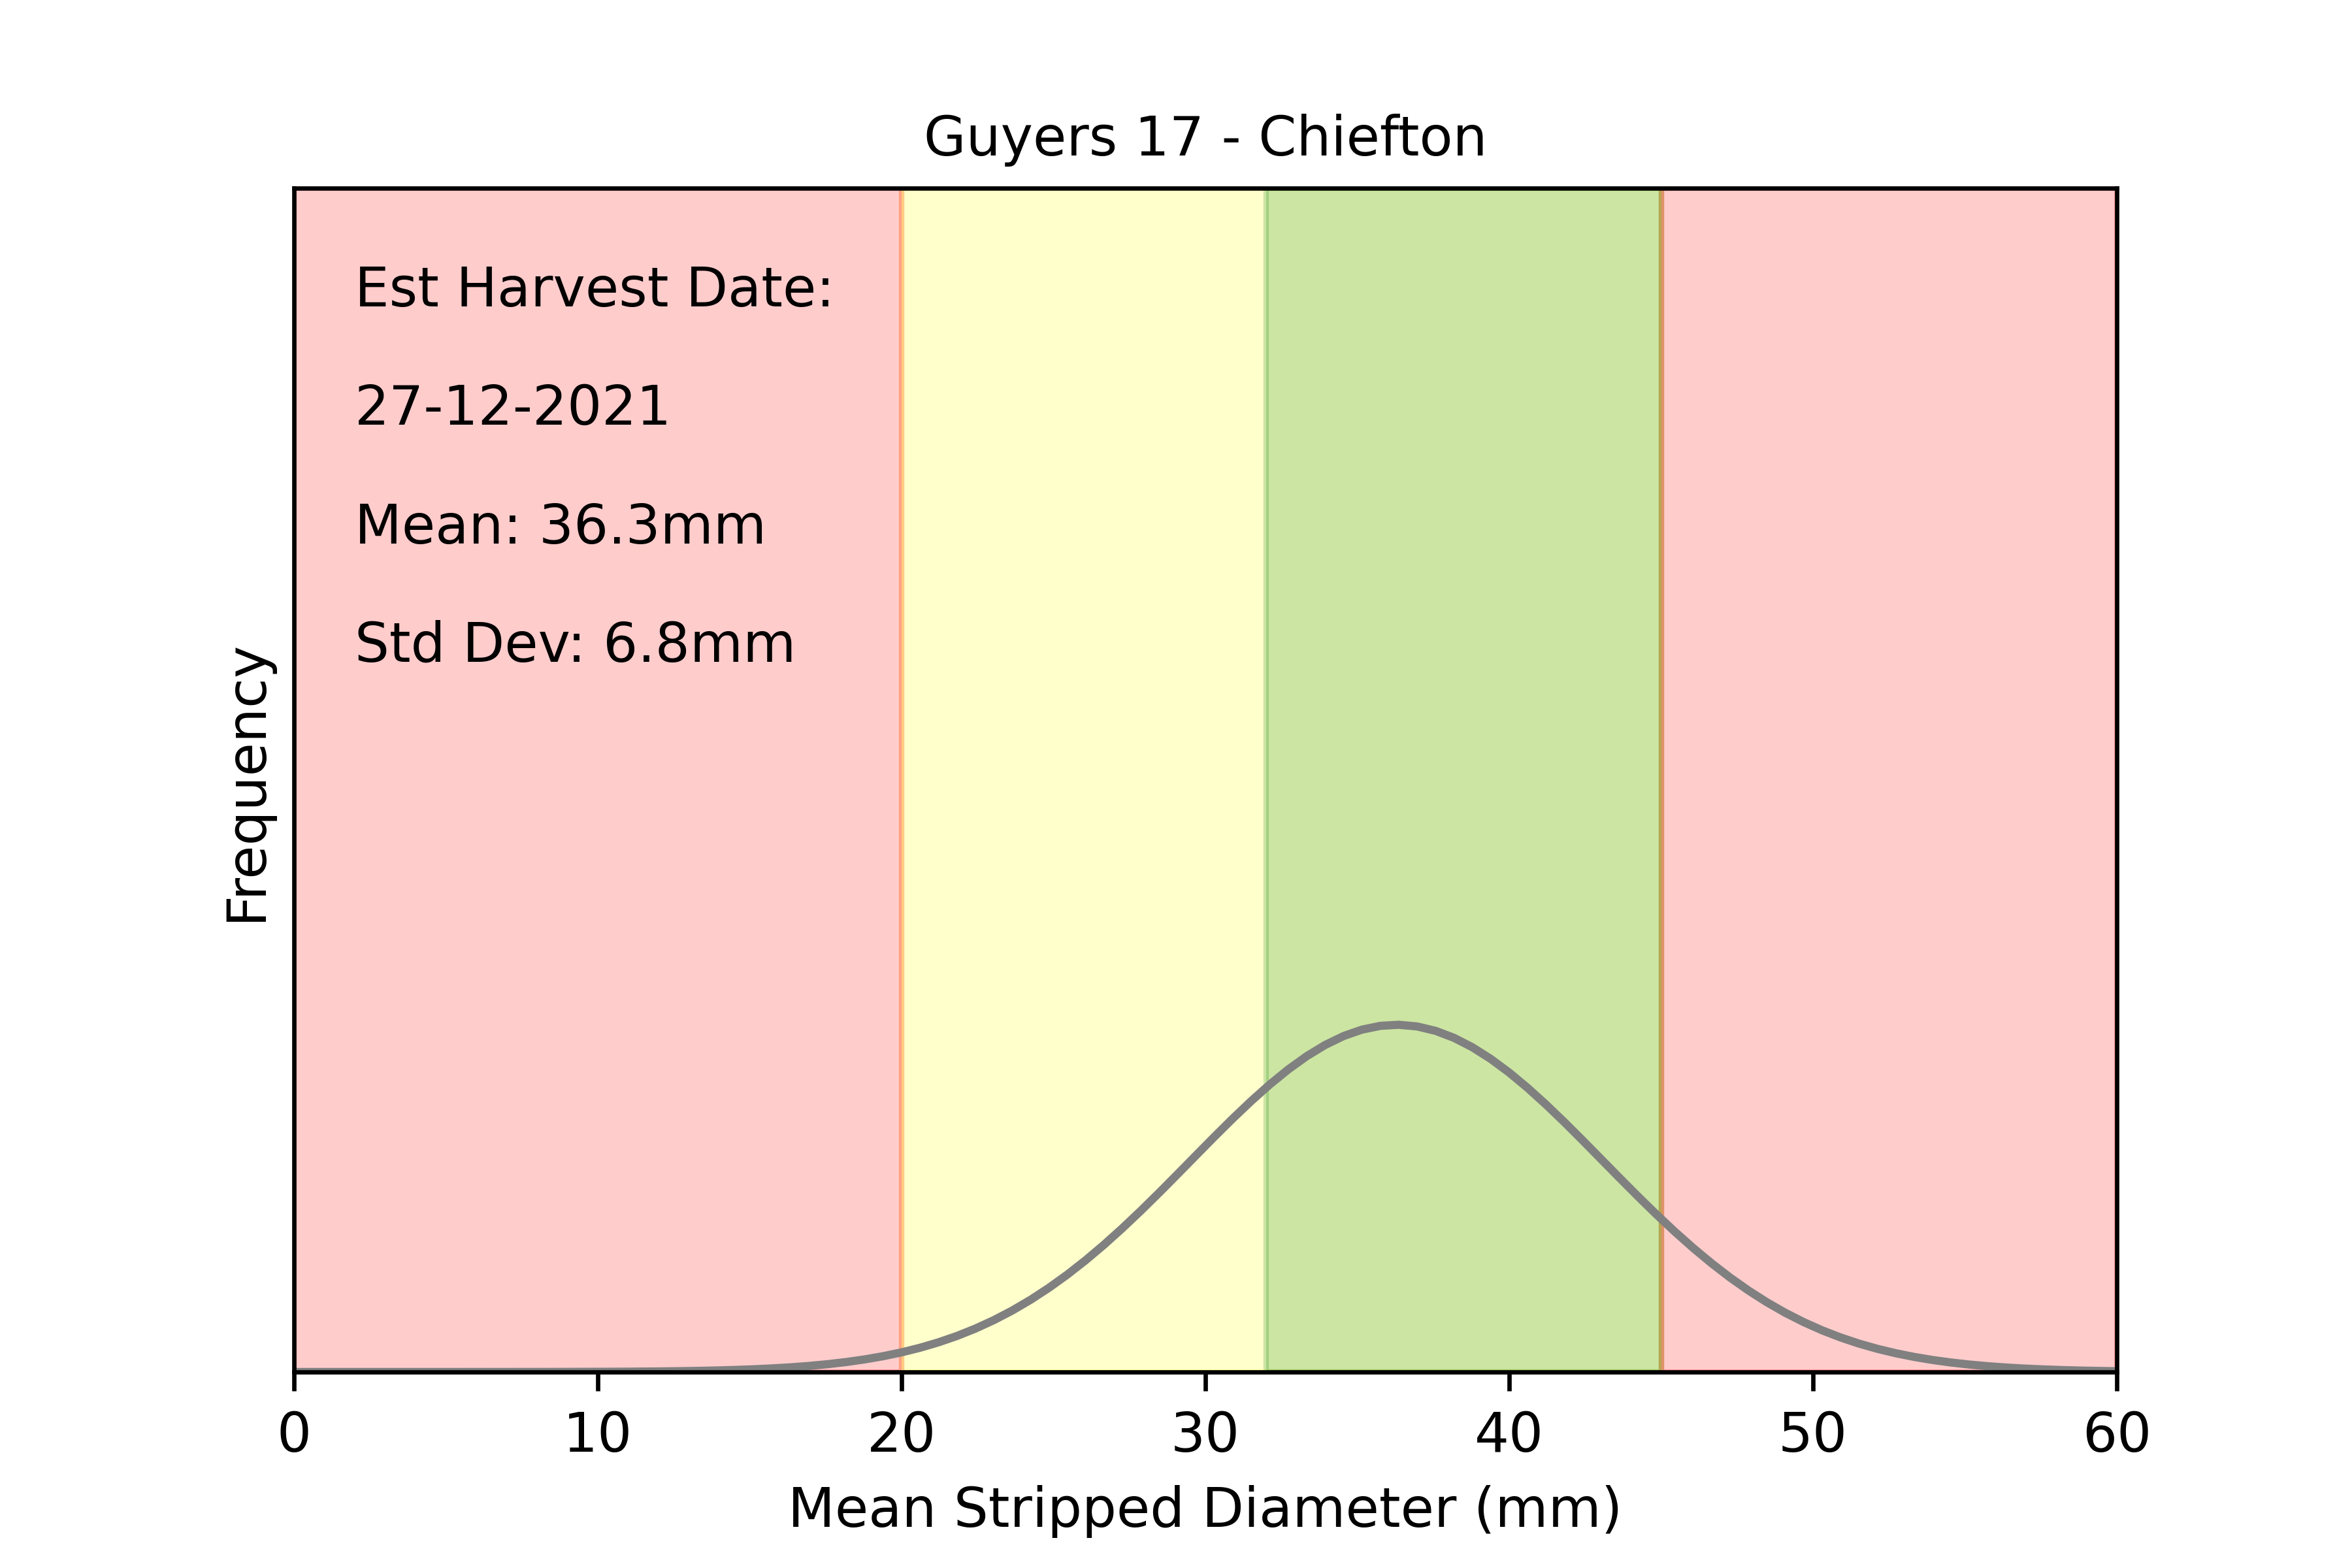 Guyers 17 - Chiefton
Est Harvest Date:
27-12-2021
Mean: 36.3mm
Std Dev: 6.8mm
Frequency
0 10 20 30 40 50 60
Mean Stripped Diameter (mm)